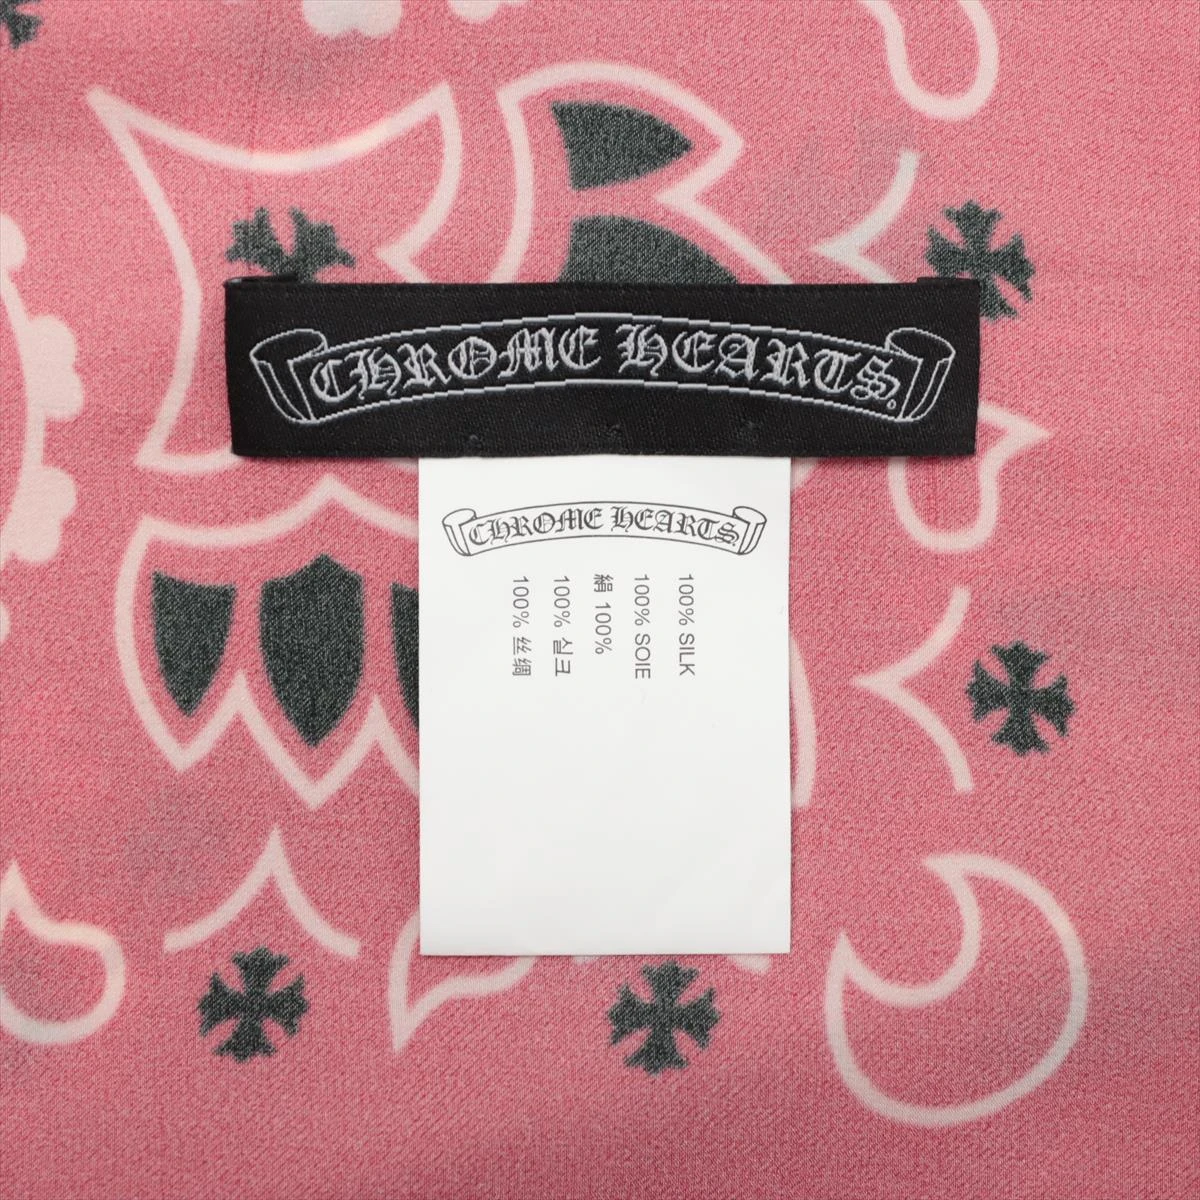 CHROME HEARTS
CHROME HEARTS
100% SILK
100% SOIE
絹 100%
100% 실크
100% 丝绸